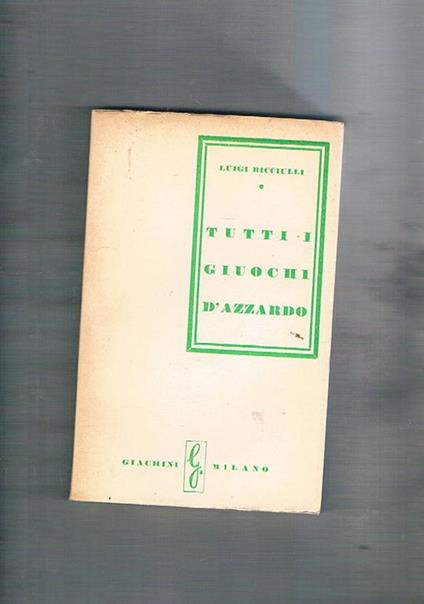 LUIGI RICCIULLI
TUTTI I
GIUOCHI
D'AZZARDO
GIACHINI G. MILANO